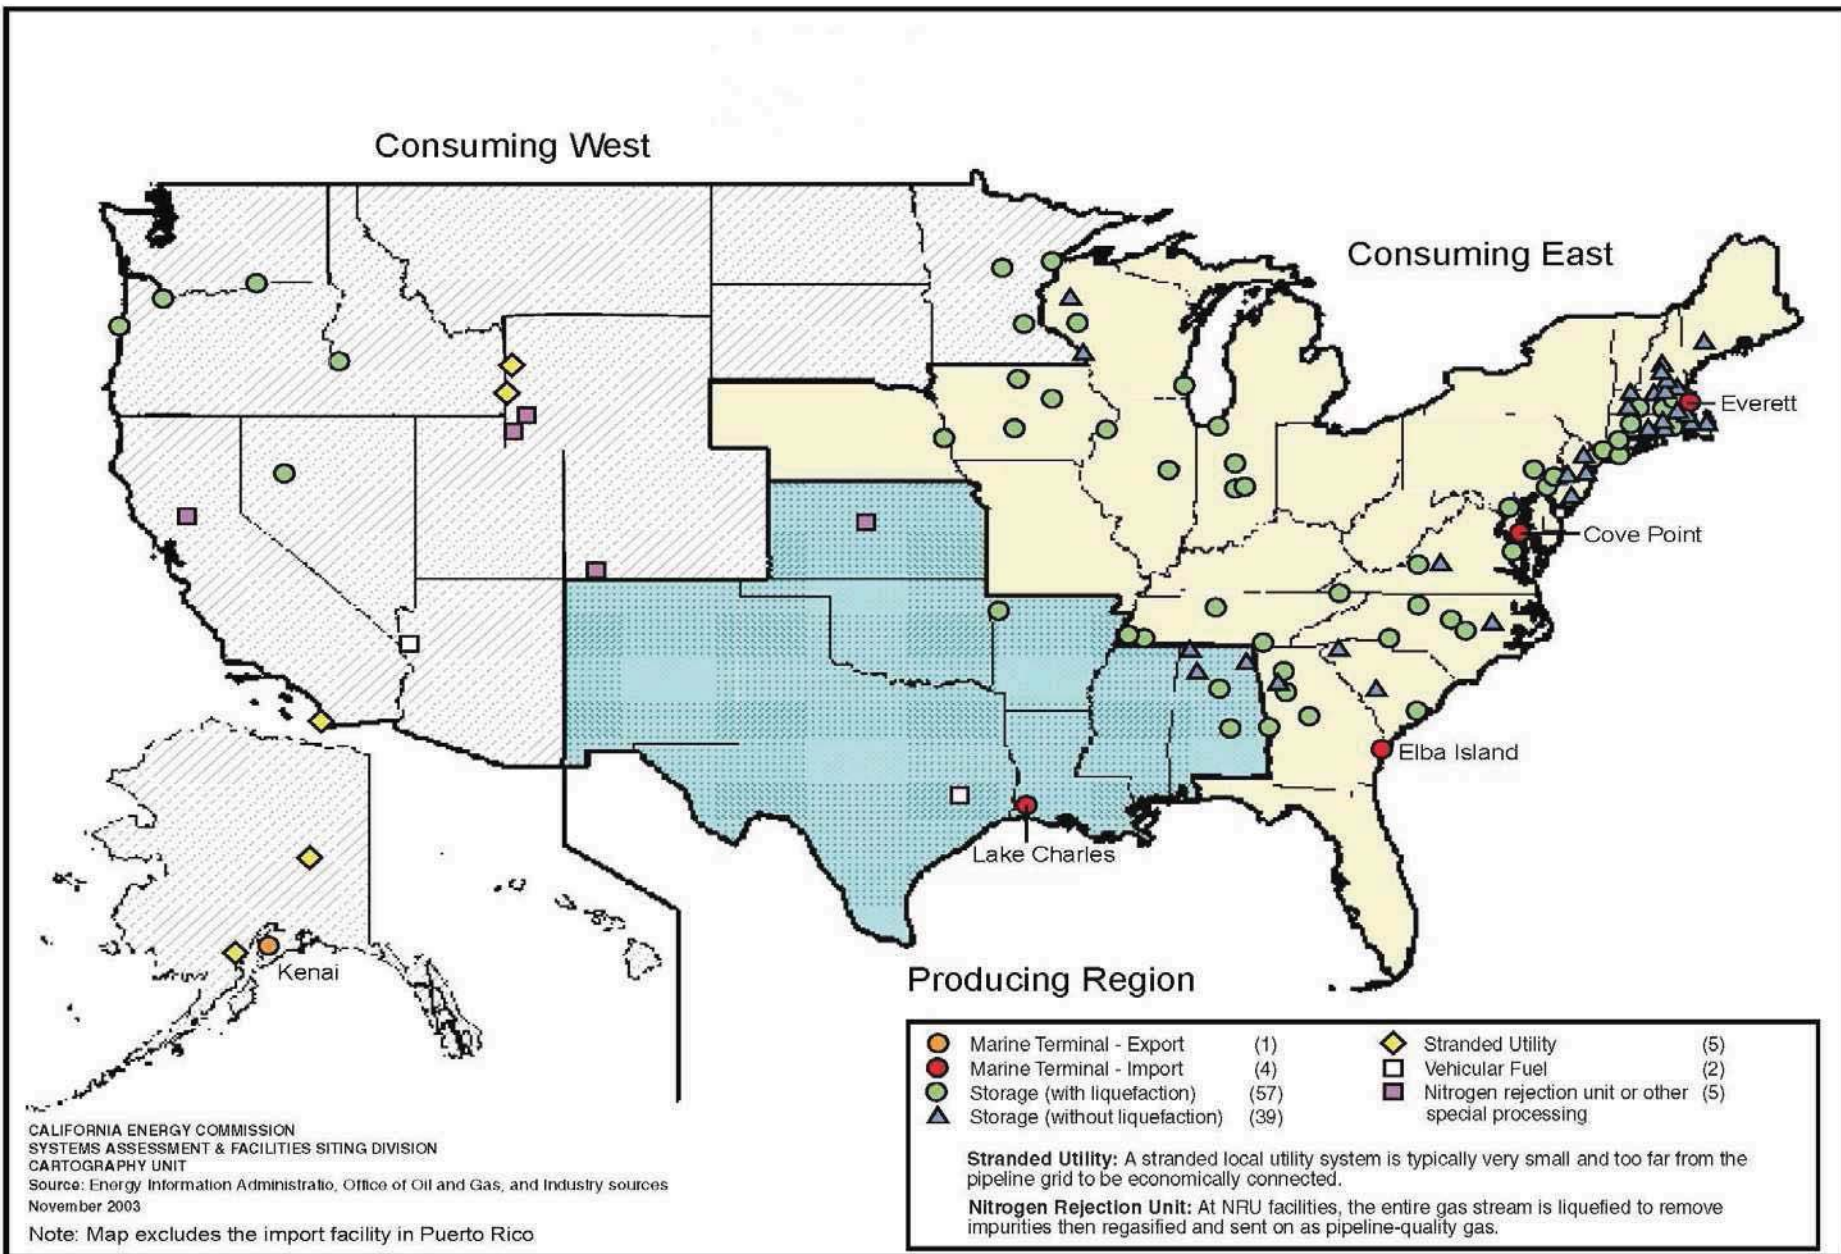 Consuming West
Consuming East
Everett
Cove Point
Elba Island
Lake Charles
Kenai
Producing Region
Marine Terminal - Export (1)
Marine Terminal - Import (4)
Storage (with liquefaction) (57)
Storage (without liquefaction) (39)
Stranded Utility (5)
Vehicular Fuel (2)
Nitrogen rejection unit or other (5)
special processing
Stranded Utility: A stranded local utility system is typically very small and too far from the
pipeline grid to be economically connected.
Nitrogen Rejection Unit: At NRU facilities, the entire gas stream is liquefied to remove
impurities then regasified and sent on as pipeline-quality gas.
CALIFORNIA ENERGY COMMISSION
SYSTEMS ASSESSMENT & FACILITIES SITING DIVISION
CARTOGRAPHY UNIT
Source: Energy Information Administratio, Office of Oil and Gas, and Industry sources
November 2003
Note: Map excludes the import facility in Puerto Rico